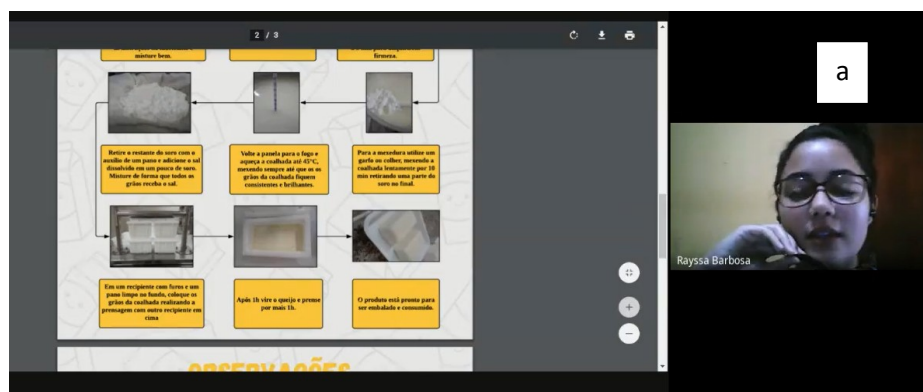 2 / 3
misture bem.
firmeza.
Retire o restante do soro com o
auxílio de um pano e adicione o sal
dissolvido em um pouco de soro.
Misture de forma que todos os
grãos receba o sal.
Volte a panela para o fogo e
aqueça a coalhada até 45°C,
mexendo sempre até que os os
grãos da coalhada fiquem
consistentes e brilhantes.
Para a mexedura utilize um
garfo ou colher, mexendo a
coalhada lentamente por 10
min retirando uma parte do
soro no final.
Em um recipiente com furos e um
pano limpo no fundo, coloque os
grãos da coalhada realizando a
prensagem com outro recipiente em
cima
Após 1h vire o queijo e prense
por mais 1h.
O produto está pronto para
ser embalado e consumido.
OBSERVAÇÕES
a
Rayssa Barbosa